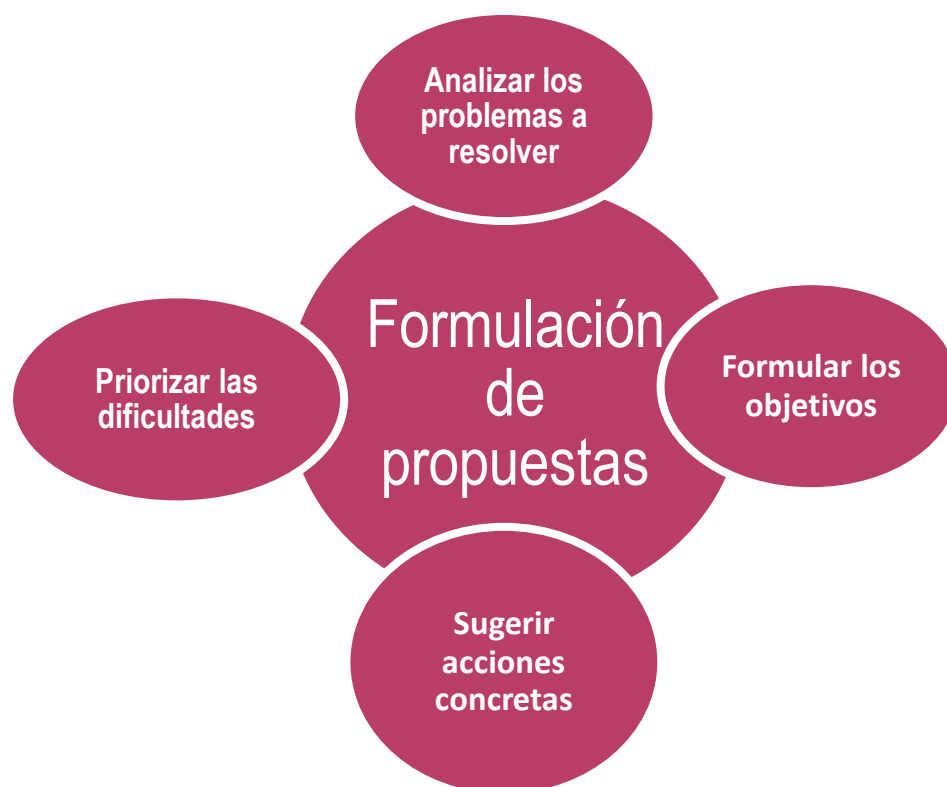 Analizar los
problemas a
resolver
Formulación
de
propuestas
Priorizar las
dificultades
Formular los
objetivos
Sugerir
acciones
concretas